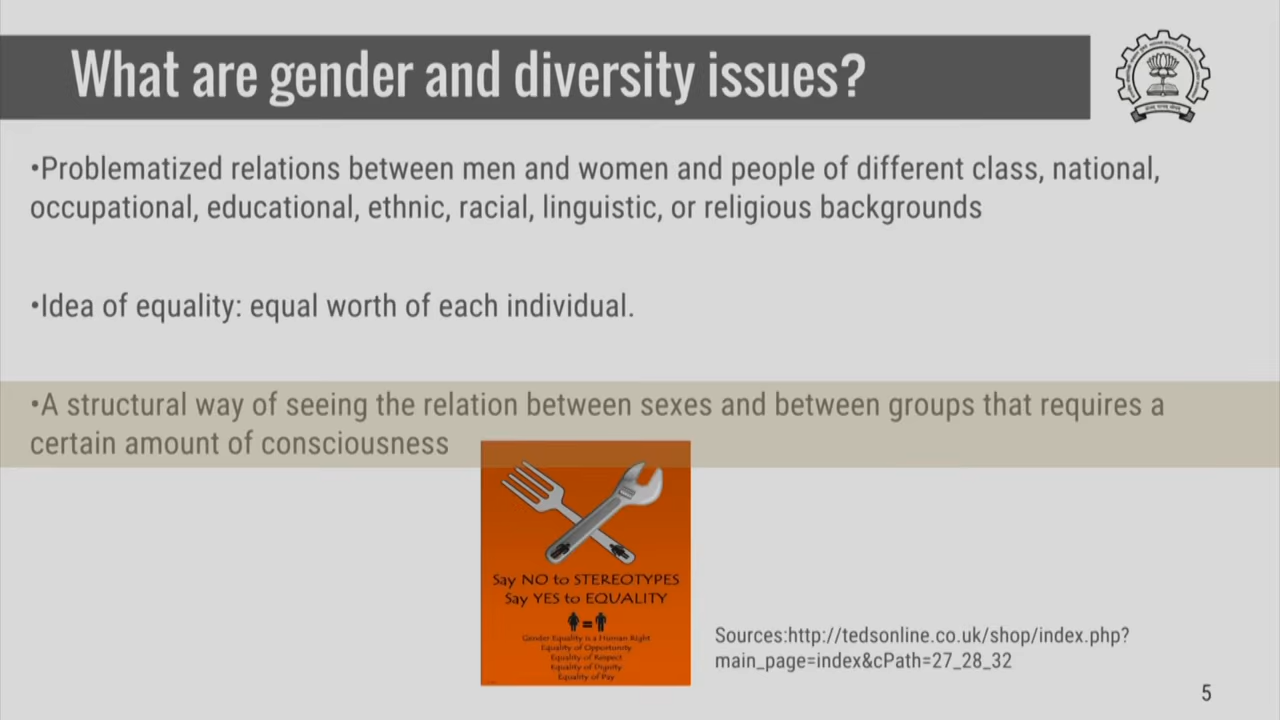 What are gender and diversity issues?
•Problematized relations between men and women and people of different class, national,
occupational, educational, ethnic, racial, linguistic, or religious backgrounds
•Idea of equality: equal worth of each individual.
•A structural way of seeing the relation between sexes and between groups that requires a
certain amount of consciousness
Say NO to STEREOTYPES
Say YES to EQUALITY
=
Gender Equality is a Human Right
Equality of Opportunity
Equality of Respect
Equality of Dignity
Equality of Pay
Sources:http://tedsonline.co.uk/shop/index.php?
main_page=index&cPath=27_28_32
5